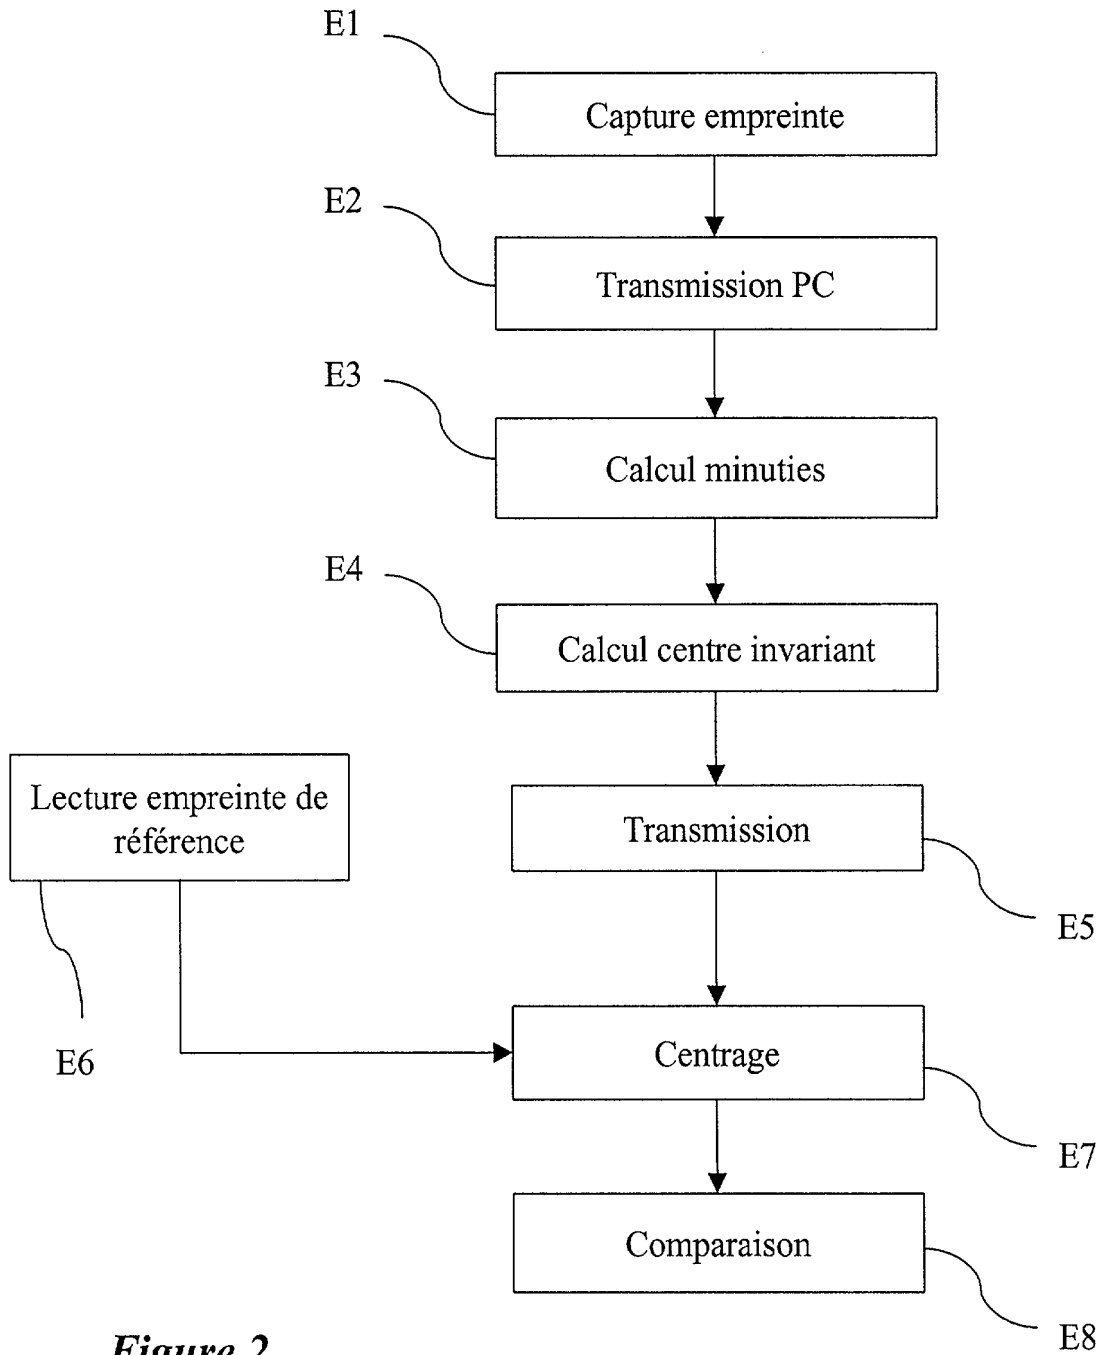 E1
Capture empreinte
E2
Transmission PC
E3
Calcul minuties
E4
Calcul centre invariant
Lecture empreinte de
référence
Transmission
E5
E6
Centrage
E7
Comparaison
E8
Figure 2